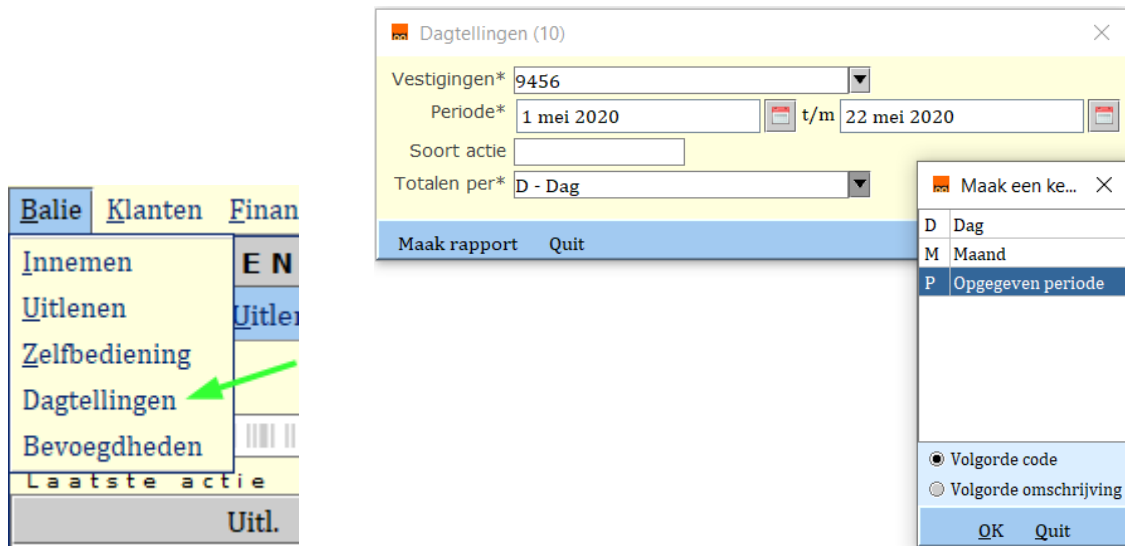 Balie Klanten Finan
Innemen
Uitlenen
Zelfbediening
Dagtellingen
Bevoegdheden
E N
Uitler
Laatste actie
Uitl.
Dagtellingen (10)
Vestigingen* 9456
Periode* 1 mei 2020 t/m 22 mei 2020
Soort actie
Totalen per* D - Dag
Maak rapport Quit
Maak een ke...
D Dag
M Maand
P Opgegeven periode
Volgorde code
Volgorde omschrijving
OK Quit